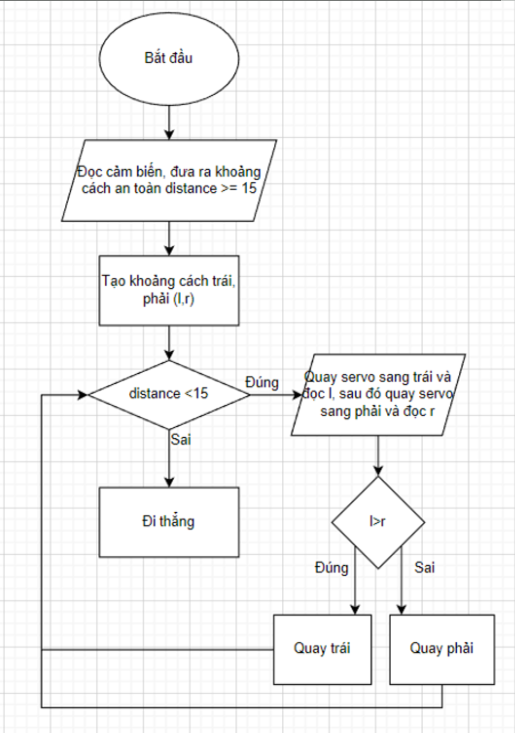 Bắt đầu
Đọc cảm biến, đưa ra khoảng
cách an toàn distance >= 15
Tạo khoảng cách trái,
phải (l,r)
distance <15
Đúng
Quay servo sang trái và
đọc l, sau đó quay servo
sang phải và đọc r
Sai
Đi thẳng
l>r
Đúng
Sai
Quay trái
Quay phải